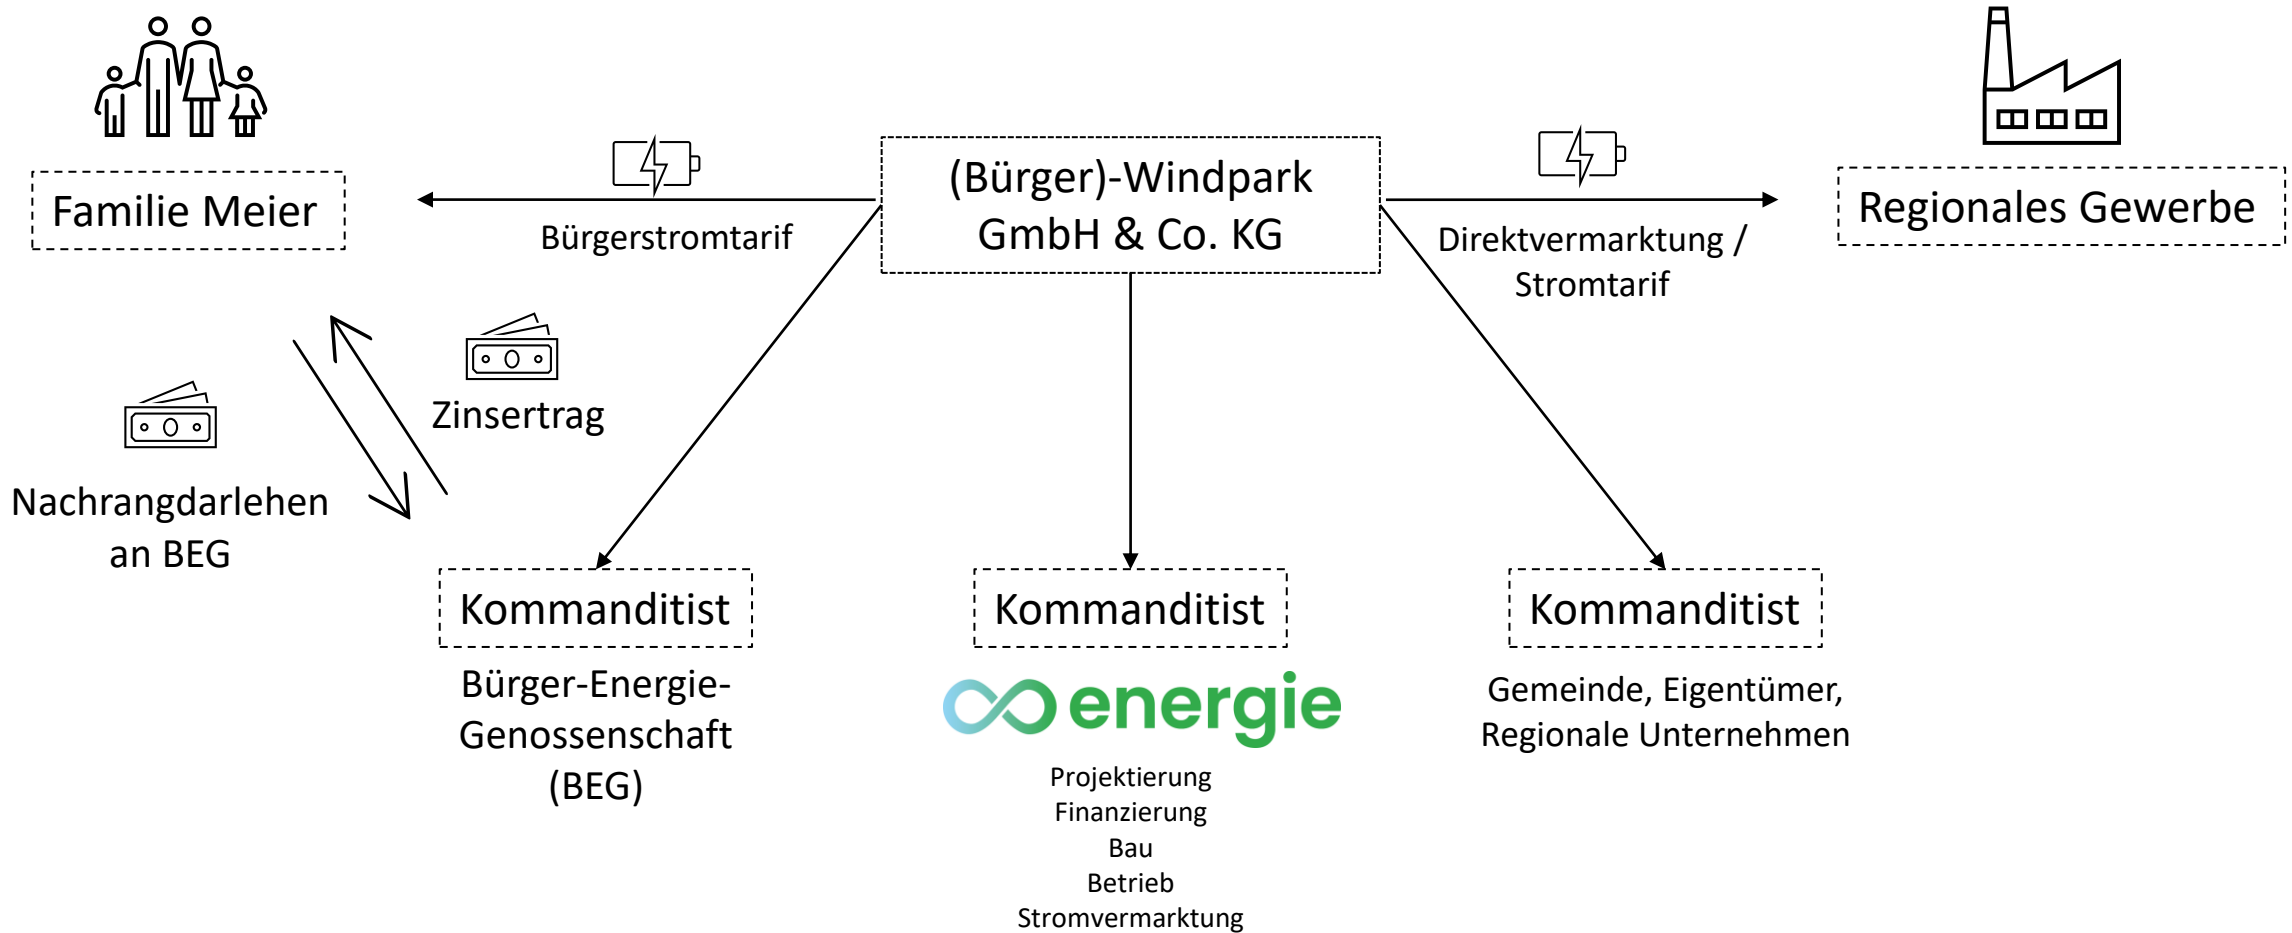 Familie Meier
Bürgerstromtarif
(Bürger)-Windpark
GmbH & Co. KG
Direktvermarktung /
Stromtarif
Regionales Gewerbe
Zinsertrag
Nachrangdarlehen
an BEG
Kommanditist
Bürger-Energie-
Genossenschaft
(BEG)
Kommanditist
energie
Projektierung
Finanzierung
Bau
Betrieb
Stromvermarktung
Kommanditist
Gemeinde, Eigentümer,
Regionale Unternehmen